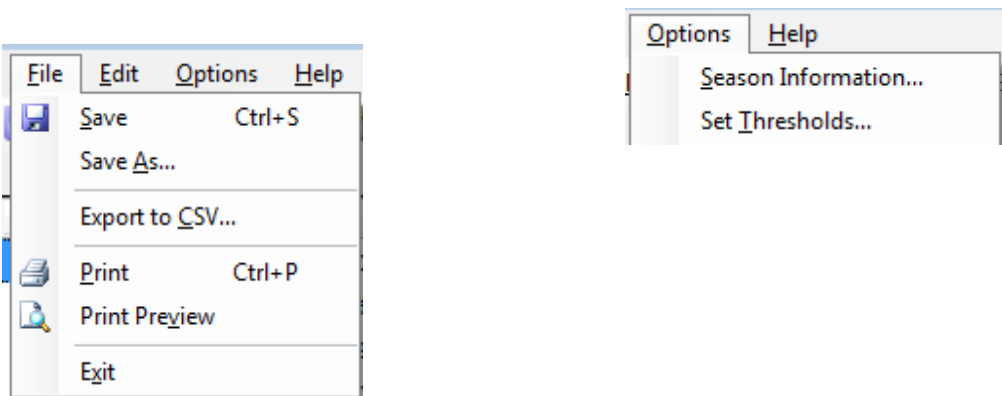 File Edit Options Help
Save Ctrl+S
Save As...
Export to CSV...
Print Ctrl+P
Print Preview
Exit
Options Help
Season Information...
Set Thresholds...